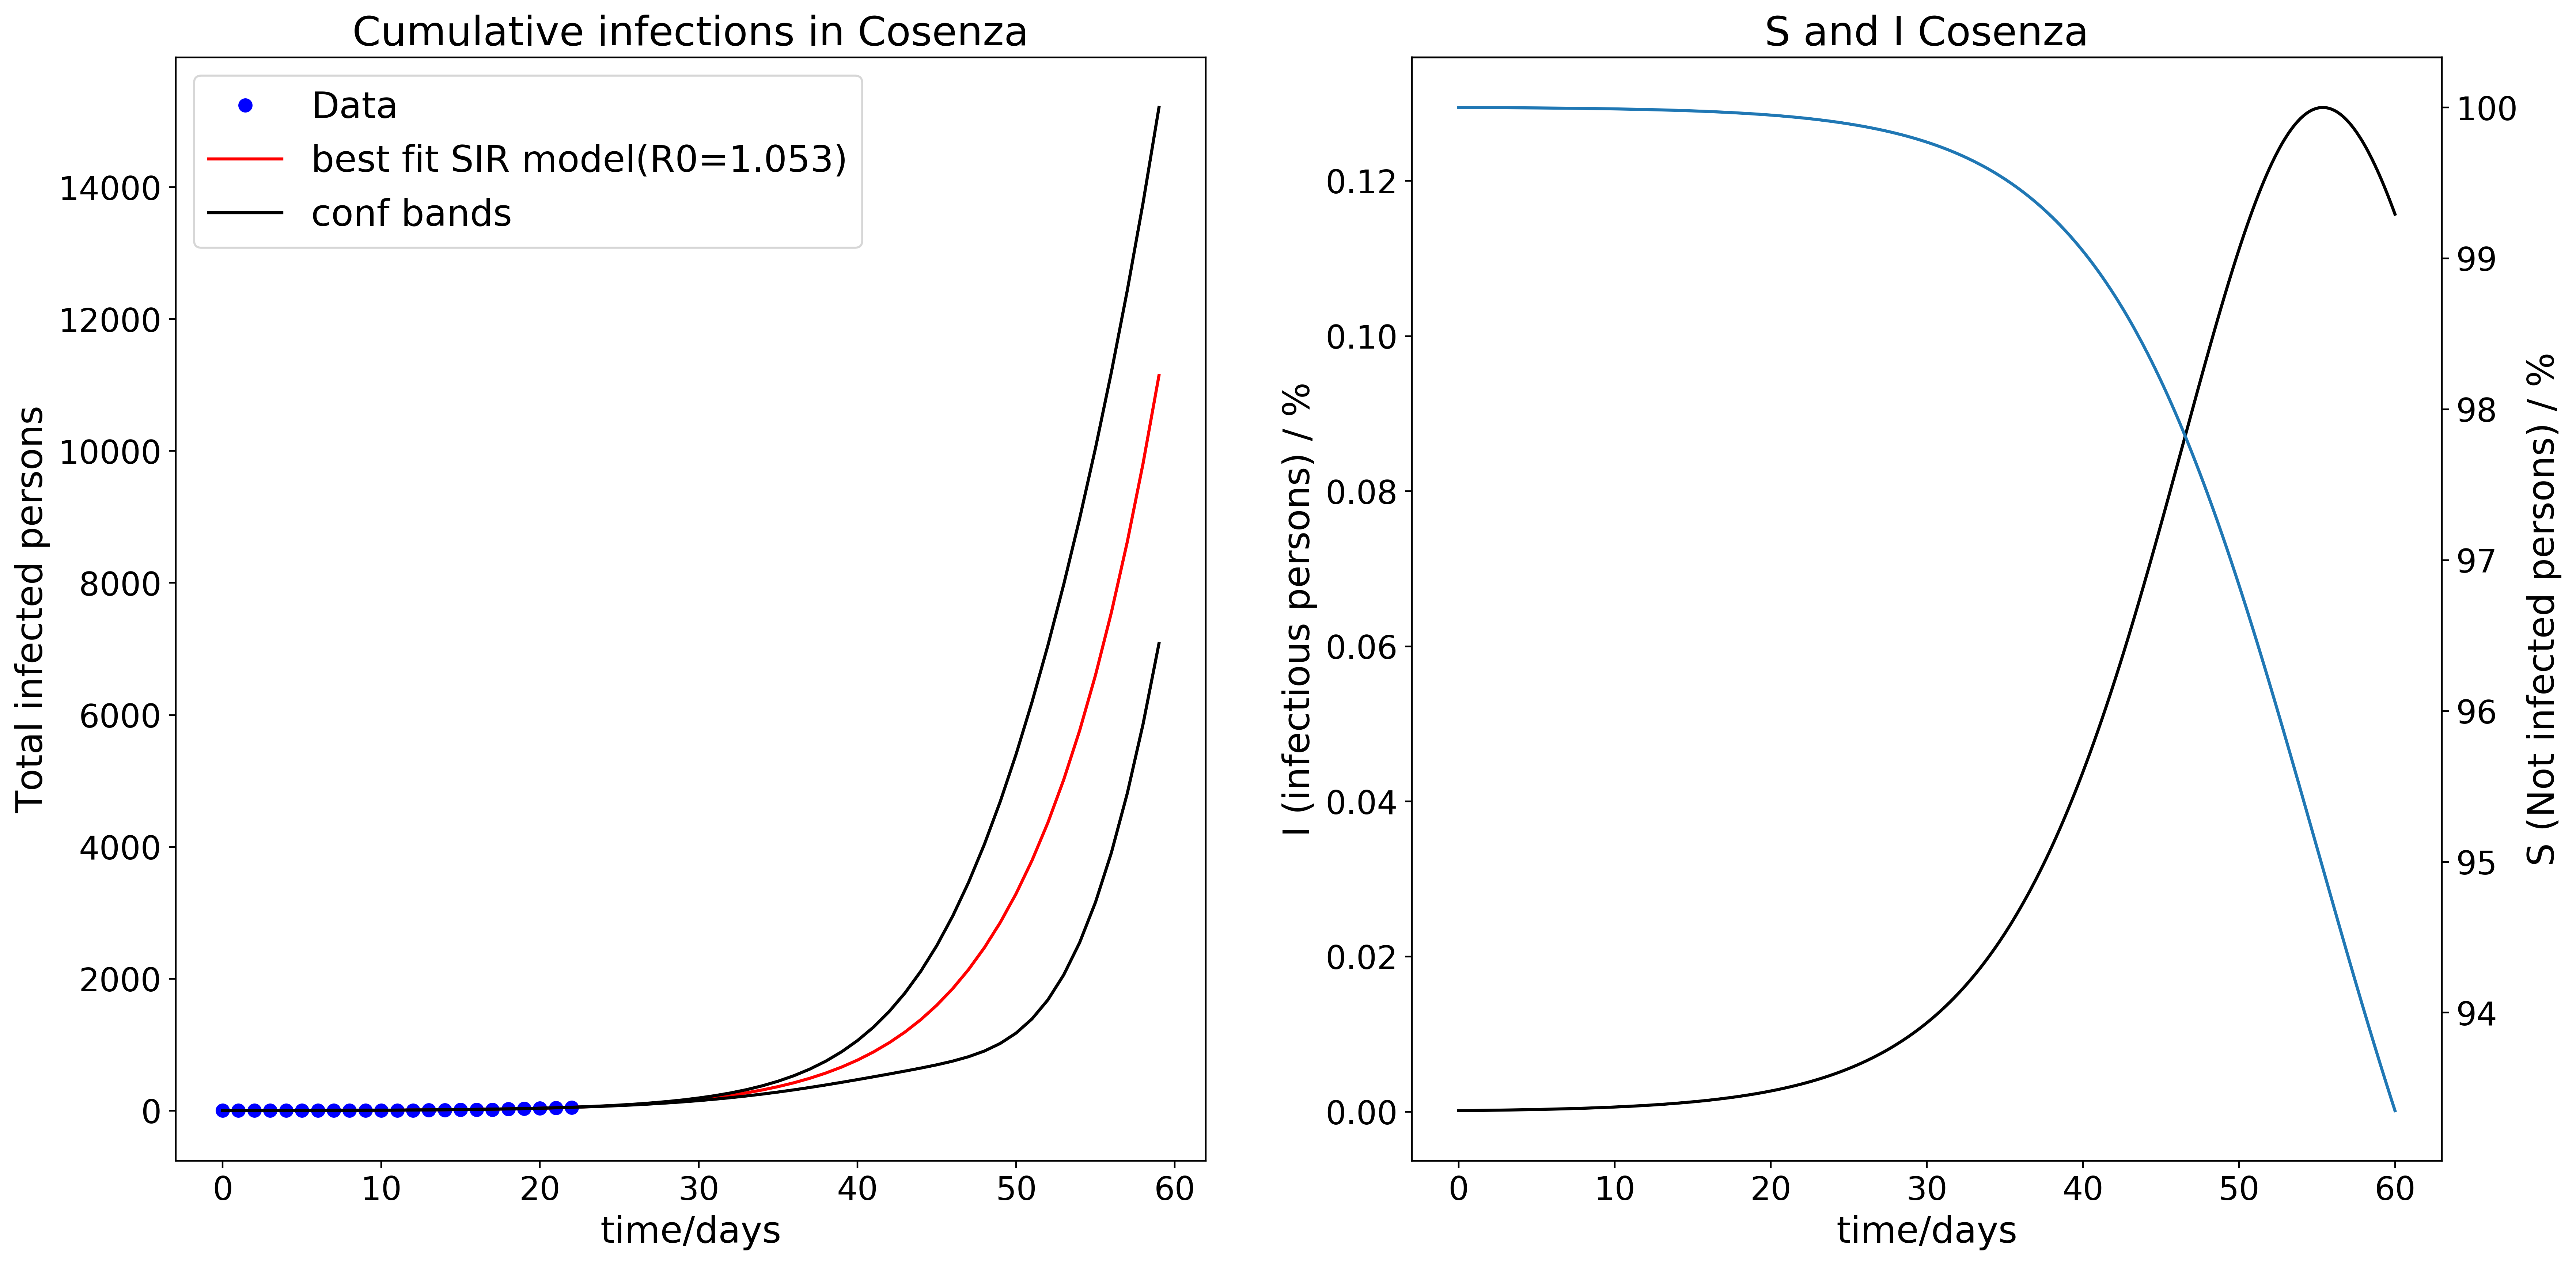 Cumulative infections in Cosenza
Data
best fit SIR model(R0=1.053)
conf bands
Total infected persons
14000
12000
10000
8000
6000
4000
2000
0
0 10 20 30 40 50 60
time/days
S and I Cosenza
I (infectious persons) / %
0.12
0.10
0.08
0.06
0.04
0.02
0.00
100
99
98
97
96
95
94
S (Not infected persons) / %
0 10 20 30 40 50 60
time/days